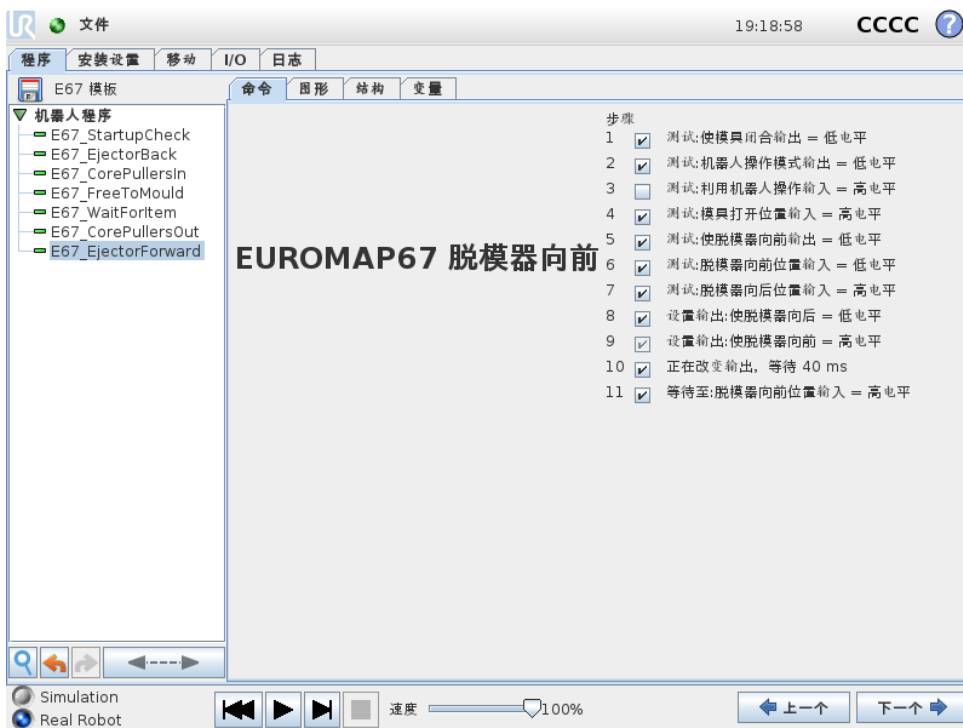 UR 文件 19:18:58 CCCC ?
程序 安装设置 移动 I/O 日志
E67 模板 命令 图形 结构 变量
机器人程序
E67_StartupCheck
E67_EjectorBack
E67_CorePullersIn
E67_FreeToMould
E67_WaitForItem
E67_CorePullersOut
E67_EjectorForward
EUROMAP67 脱模器向前
步骤
1 测试:使模具闭合输出 = 低电平
2 测试:机器人操作模式输出 = 低电平
3 测试:利用机器人操作输入 = 高电平
4 测试:模具打开位置输入 = 高电平
5 测试:使脱模器向前输出 = 低电平
6 测试:脱模器向前位置输入 = 低电平
7 测试:脱模器向后位置输入 = 高电平
8 设置输出:使脱模器向后 = 低电平
9 设置输出:使脱模器向前 = 高电平
10 正在改变输出，等待 40 ms
11 等待至:脱模器向前位置输入 = 高电平
Simulation
Real Robot
速度 100%
上一个 下一个